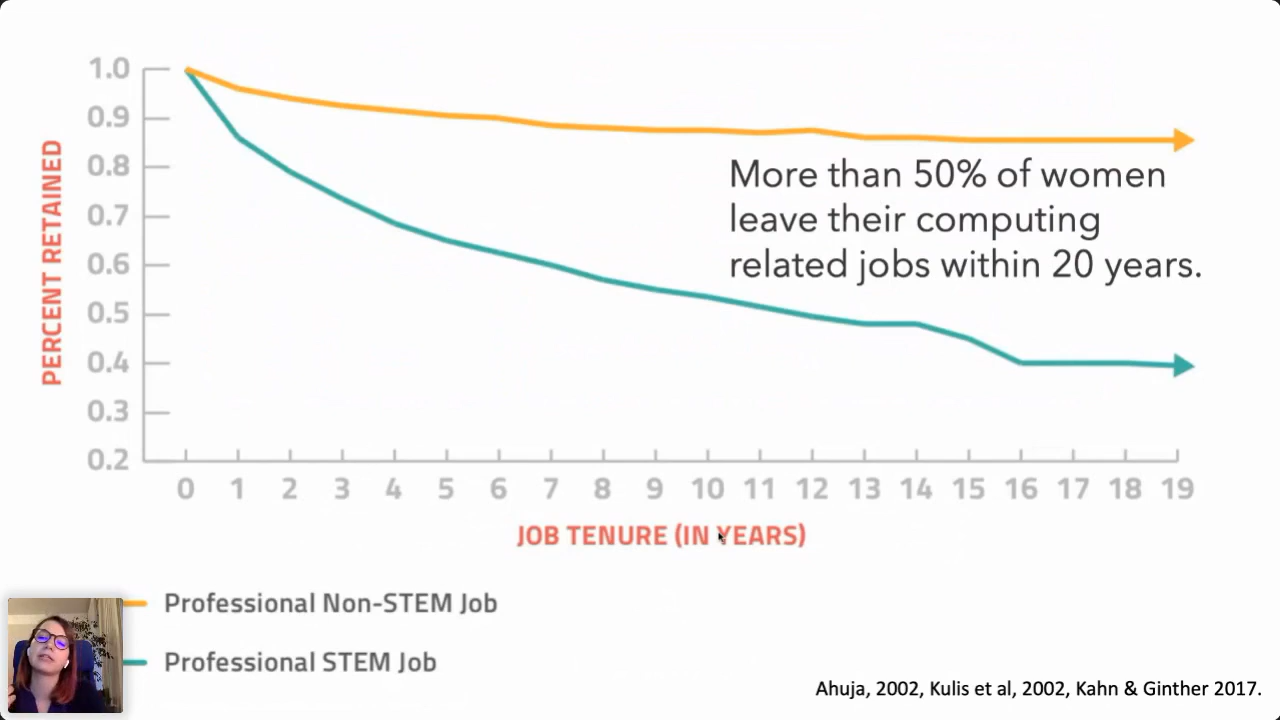 1.0
0.9
0.8
0.7
0.6
0.5
0.4
0.3
0.2
PERCENT RETAINED
More than 50% of women
leave their computing
related jobs within 20 years.
0 1 2 3 4 5 6 7 8 9 10 11 12 13 14 15 16 17 18 19
JOB TENURE (IN YEARS)
Professional Non-STEM Job
Professional STEM Job
Ahuja, 2002, Kulis et al, 2002, Kahn & Ginther 2017.